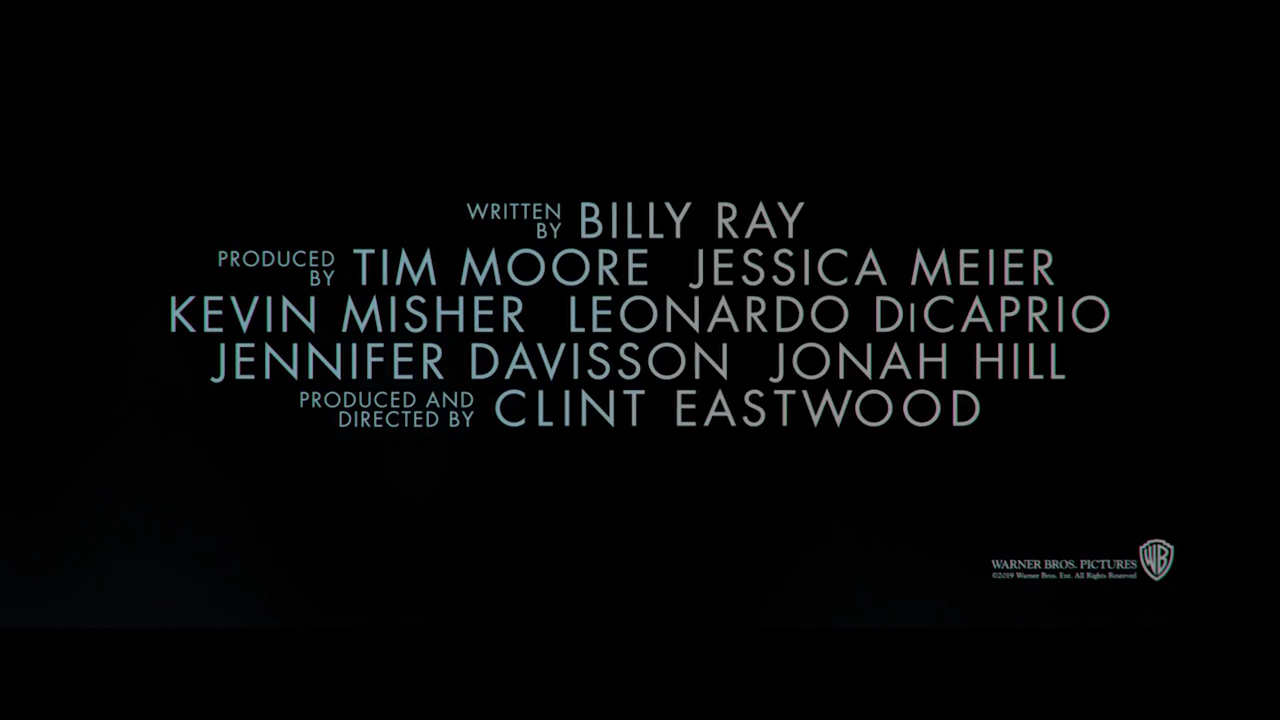 WRITTEN BY BILLY RAY
PRODUCED BY TIM MOORE JESSICA MEIER
KEVIN MISHER LEONARDO DiCAPRIO
JENNIFER DAVISSON JONAH HILL
PRODUCED AND DIRECTED BY CLINT EASTWOOD
WARNER BROS. PICTURES WB
©2019 Warner Bros. Ent. All Rights Reserved